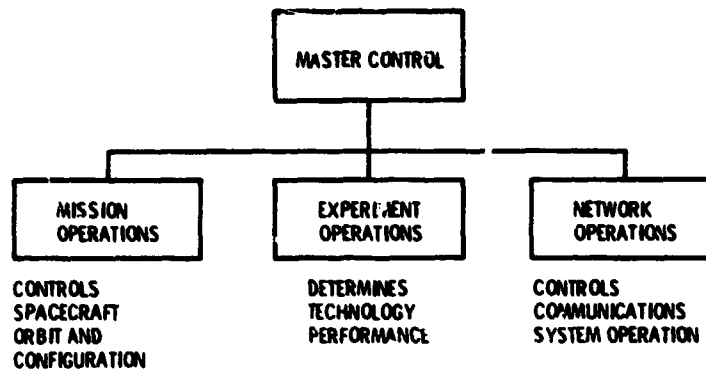 MASTER CONTROL
MISSION
OPERATIONS
EXPERIMENT
OPERATIONS
NETWORK
OPERATIONS
CONTROLS
SPACECRAFT
ORBIT AND
CONFIGURATION
DETERMINES
TECHNOLOGY
PERFORMANCE
CONTROLS
COMMUNICATIONS
SYSTEM OPERATION